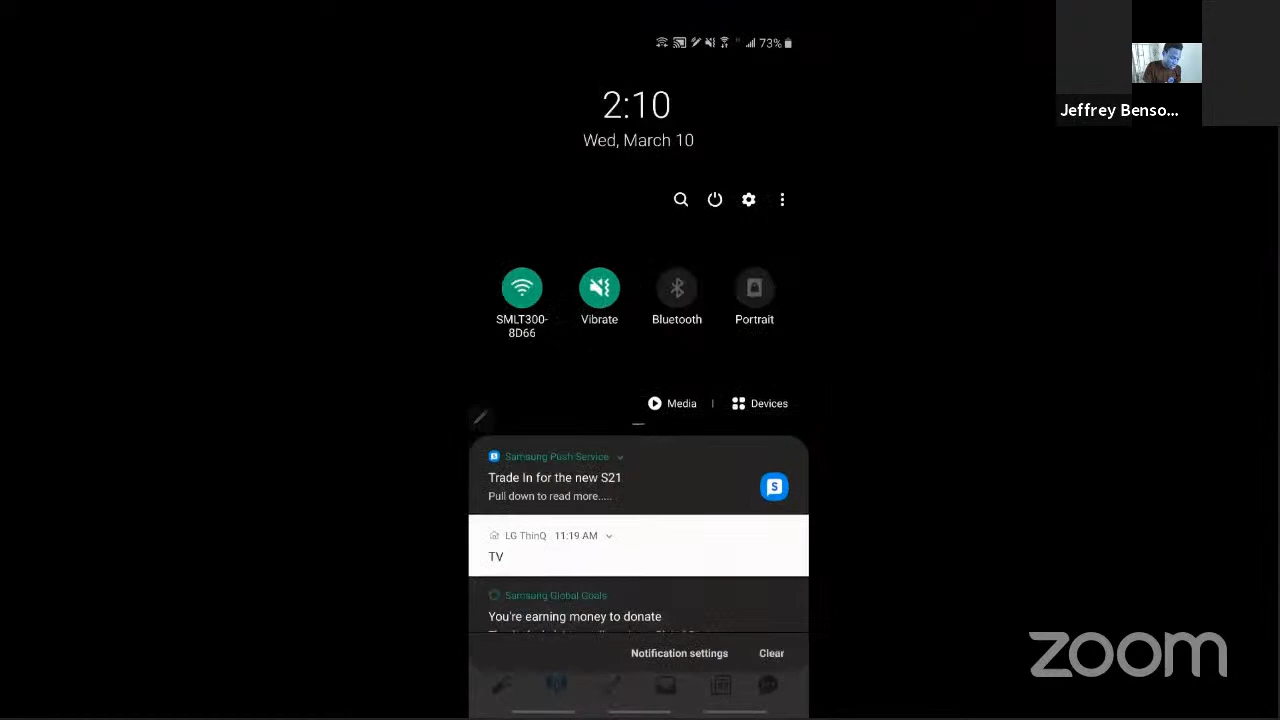 73%
Jeffrey Benso...
2:10
Wed, March 10
SMLT300-
8D66
Vibrate
Bluetooth
Portrait
Media
Devices
Samsung Push Service
Trade In for the new S21
Pull down to read more.....
S
LG ThinQ 11:19 AM
TV
Samsung Global Goals
You're earning money to donate
Notification settings
Clear
zoom